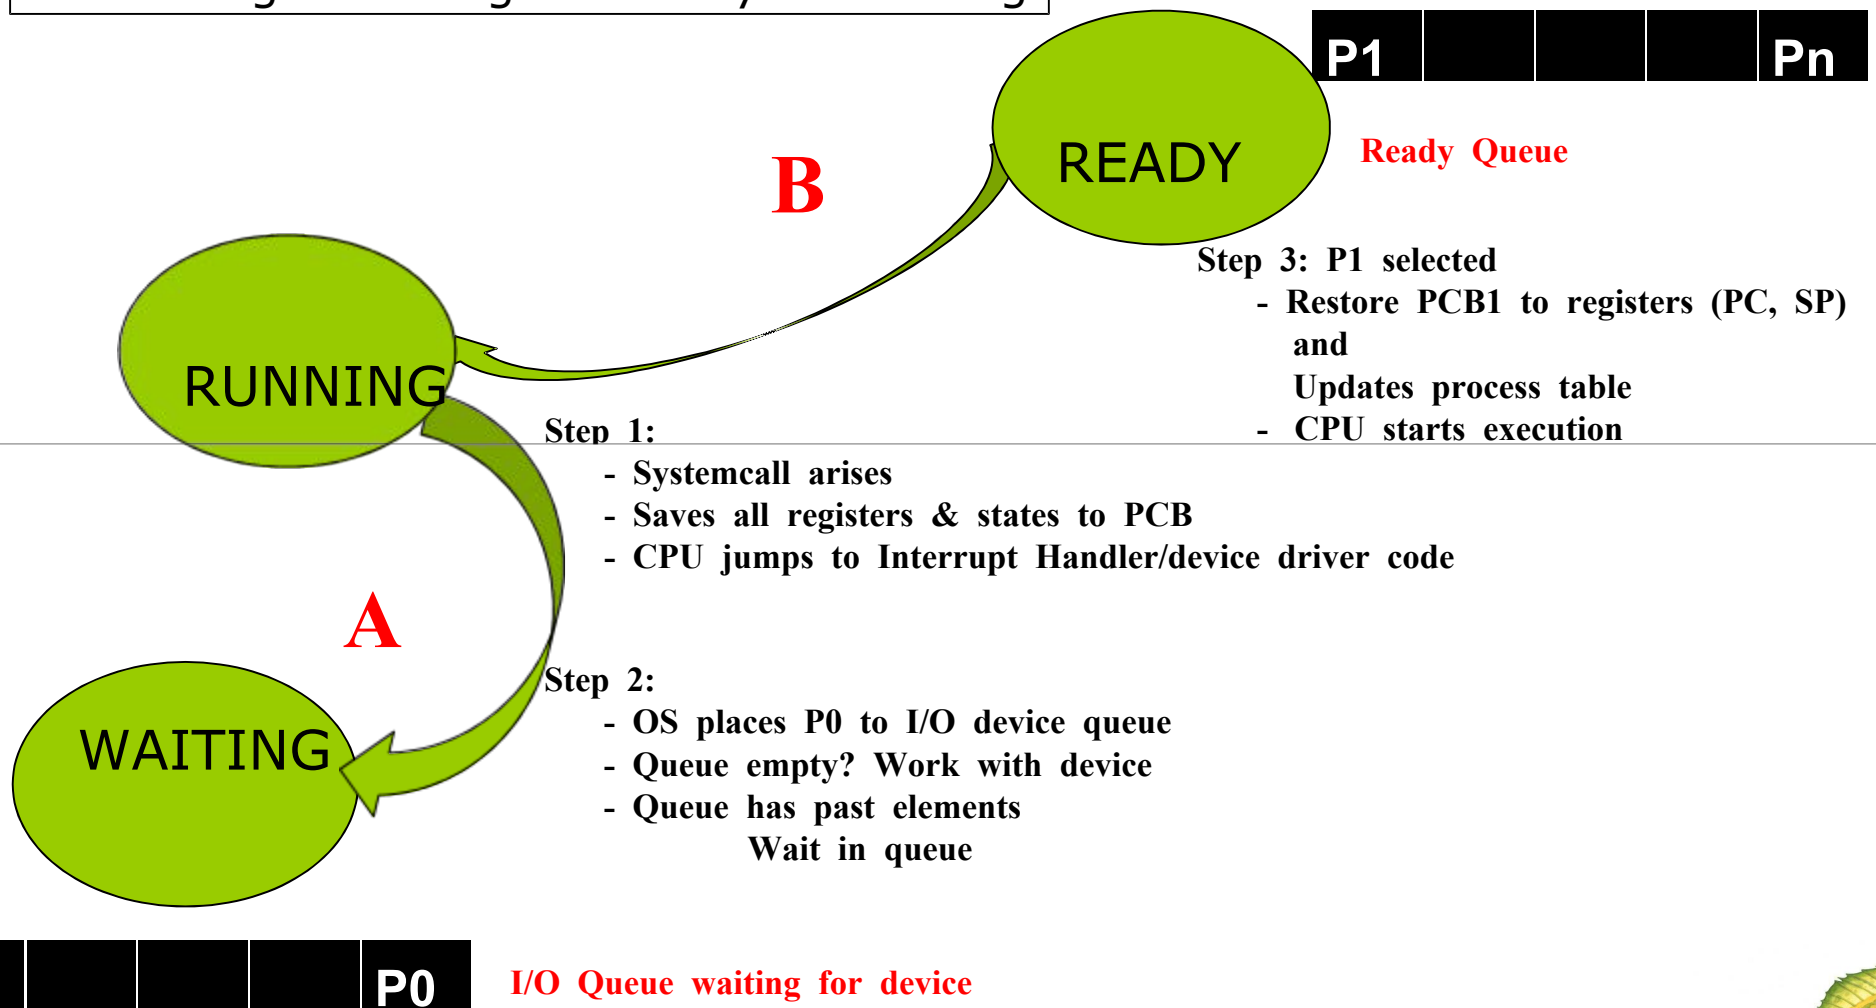 P1 Pn
READY
Ready Queue
B
Step 3: P1 selected
- Restore PCB1 to registers (PC, SP)
and
Updates process table
- CPU starts execution
RUNNING
Step 1:
- Systemcall arises
- Saves all registers & states to PCB
- CPU jumps to Interrupt Handler/device driver code
A
Step 2:
- OS places P0 to I/O device queue
- Queue empty? Work with device
- Queue has past elements
Wait in queue
WAITING
P0
I/O Queue waiting for device